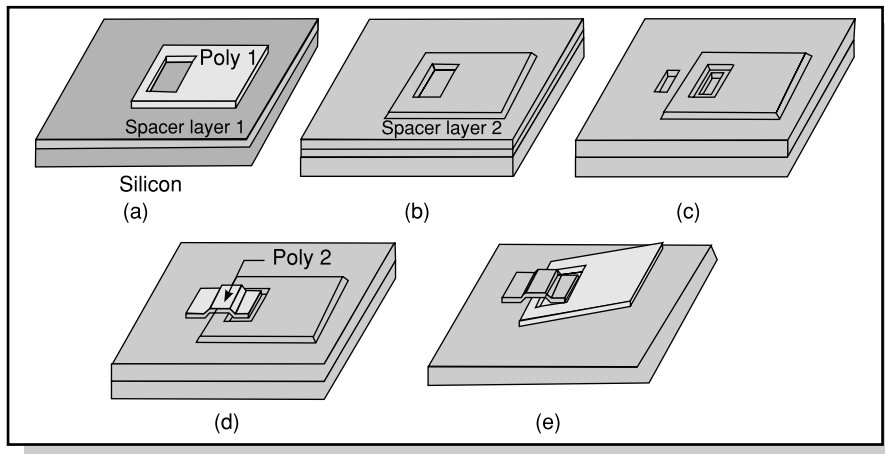 Poly 1
Spacer layer 1
Silicon
(a)
Spacer layer 2
(b)
(c)
Poly 2
(d)
(e)